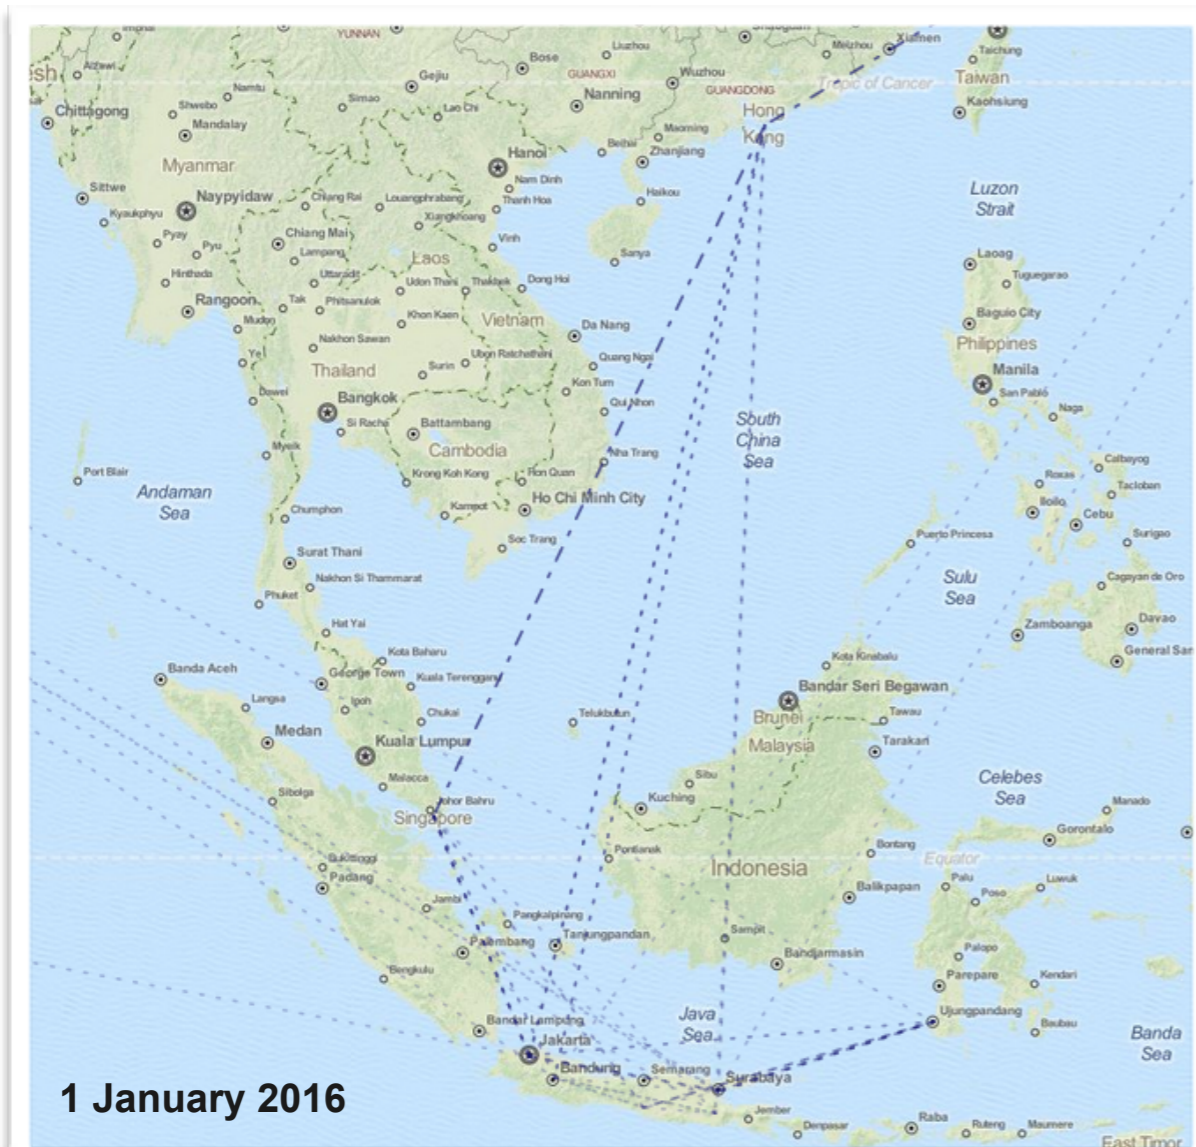 Imphal
YUNNAN
Shaoguan
Xiamen
Taichung
esh
Aizawl
Gejiu
Bose
Liuzhou
GUANGXI
Wuzhou
Meizhou
Tropic of Cancer
Taiwan
Namtu
Shwebo
Simao
Lao Chi
Nanning
GUANGDONG
Hong
Kong
Kaohsiung
Chittagong
Mandalay
Maoming
Beihai
Zhanjiang
Myanmar
Hanoi
Nam Dinh
Sittwe
Naypyidaw
Chiang Rai
Louangphrabang
Thanh Hoa
Haikou
Luzon
Strait
Kyaukphyu
Xiangkhoang
Pyay
Pyu
Chiang Mai
Lampang
Laos
Vinh
Sanya
Laoag
Hinthada
Uttaradit
Udon Thani
Thakhek
Dong Hoi
Tuguegarao
Rangoon
Tak
Phitsanulok
Mudon
Khon Kaen
Vietnam
Da Nang
Baguio City
Philippines
Nakhon Sawan
Ye
Thailand
Surin
Ubon Ratchathani
Quang Ngai
Manila
Dawei
Bangkok
Kon Tum
Qui Nhon
San Pablo
Naga
Si Racha
Battambang
South
China
Sea
Myeik
Cambodia
Nha Trang
Calbayog
Port Blair
Krong Koh Kong
Hon Quan
Roxas
Tacloban
Andaman
Sea
Kampot
Ho Chi Minh City
Iloilo
Cebu
Chumphon
Soc Trang
Puerto Princesa
Surigao
Surat Thani
Nakhon Si Thammarat
Sulu
Sea
Cagayan de Oro
Phuket
Hat Yai
Zamboanga
Davao
Kota Baharu
General San
Banda Aceh
George Town
Kuala Terengganu
Kota Kinabalu
Bandar Seri Begawan
Langsa
Ipoh
Chukai
Telukbutun
Brunei
Tawau
Medan
Kuala Lumpur
Malaysia
Tarakan
Malacca
Sibu
Celebes
Sea
Sibolga
Johor Bahru
Singapore
Kuching
Manado
Gorontalo
Bukittinggi
Padang
Pontianak
Indonesia
Bontang
Equator
Palu
Poso
Luwuk
Jambi
Balikpapan
Pangkalpinang
Palembang
Tanjungpandan
Sampit
Bandjarmasin
Palopo
Bengkulu
Parepare
Kendari
Bandar Lampung
Java
Sea
Ujungpandang
Baubau
Banda
Sea
Jakarta
Bandung
Semarang
Surabaya
1 January 2016
Jember
Denpasar
Raba
Ruteng
Maumere
East Timor